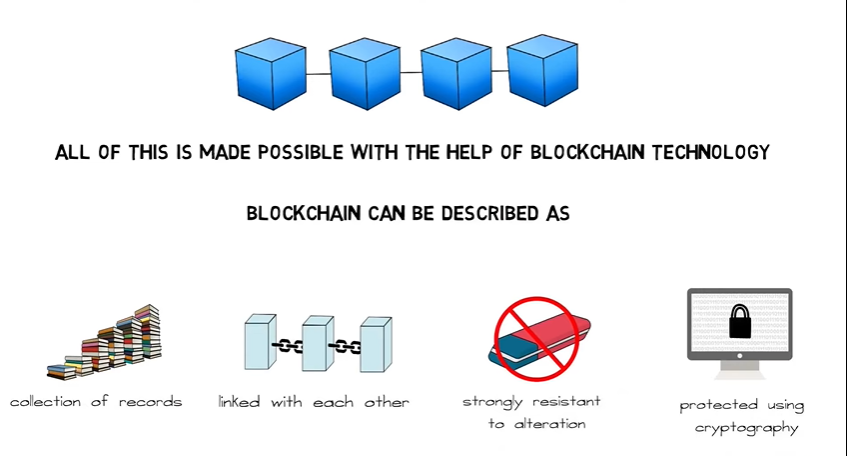 ALL OF THIS IS MADE POSSIBLE WITH THE HELP OF BLOCKCHAIN TECHNOLOGY
BLOCKCHAIN CAN BE DESCRIBED AS
collection of records
linked with each other
strongly resistant
to alteration
protected using
cryptography